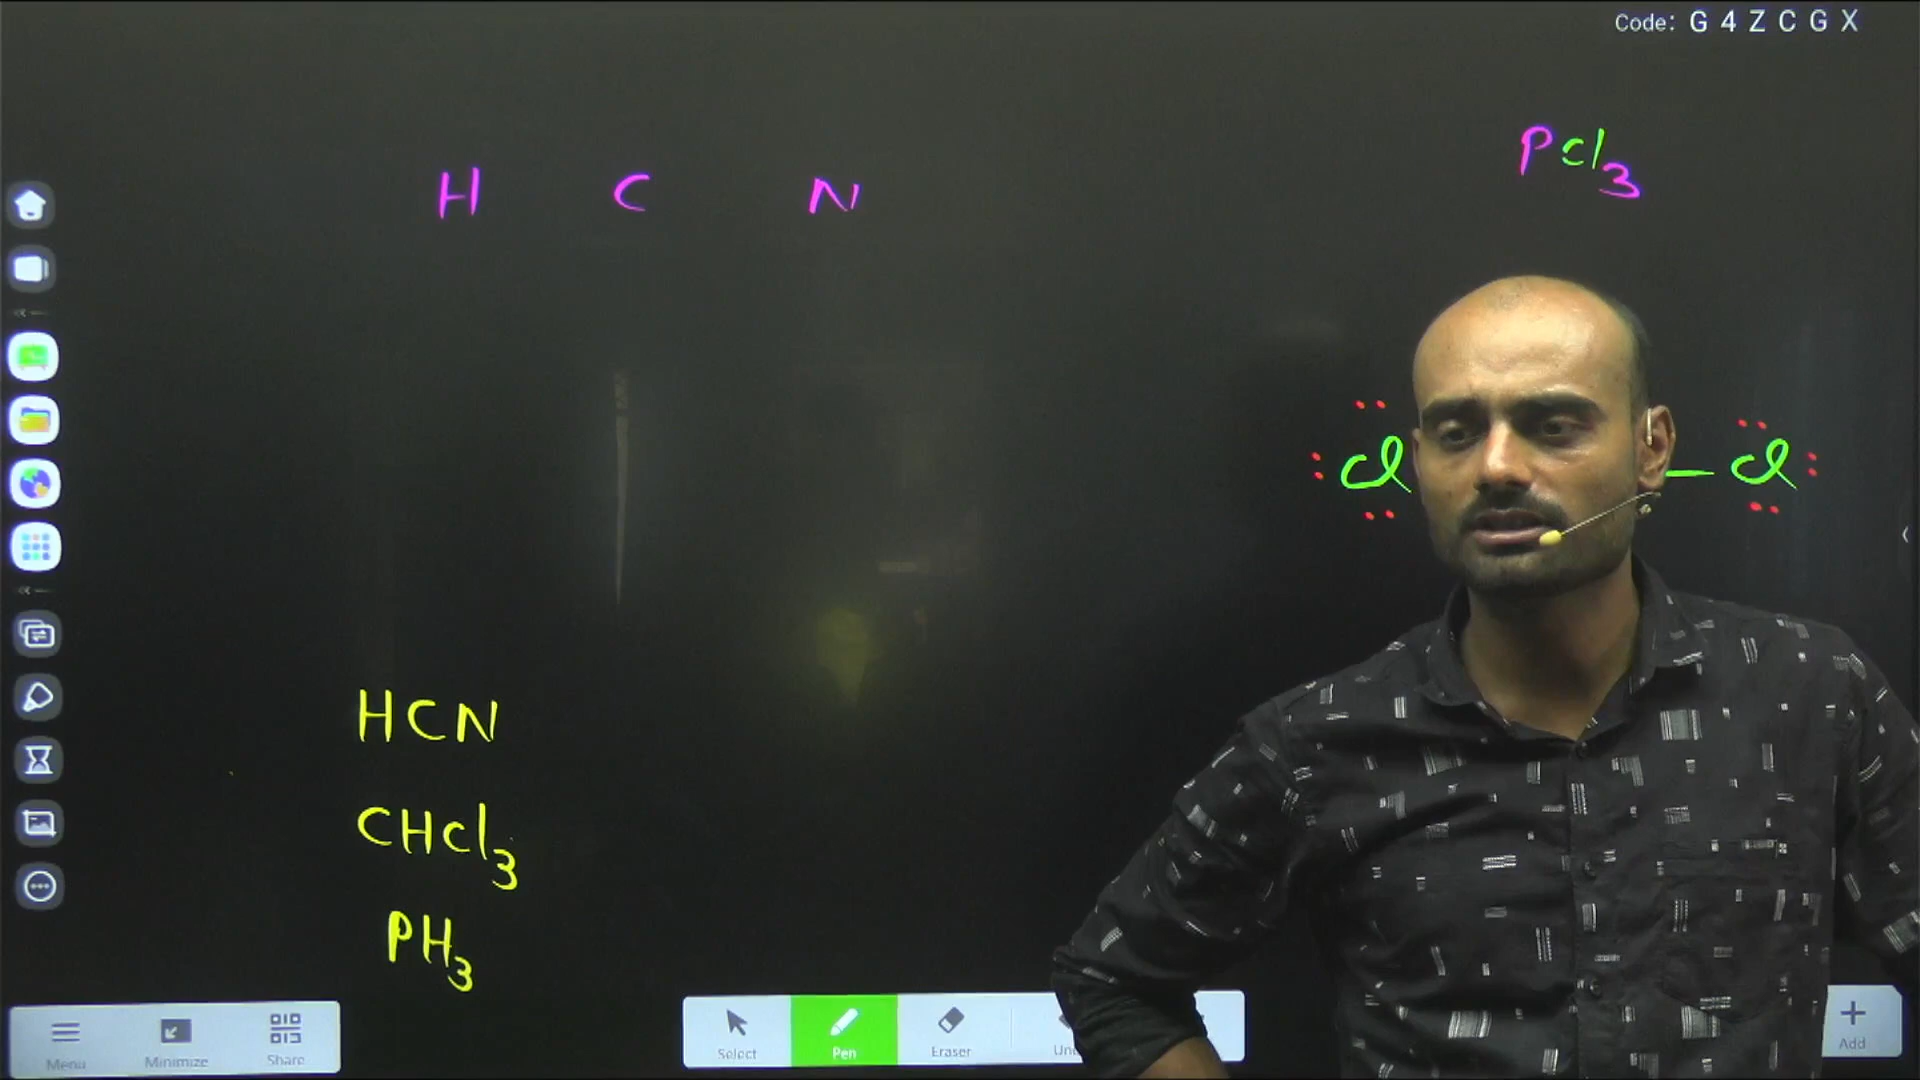 Code: G 4 Z C G X
PCl3
H C N
Cl – Cl
HCN
CHCl3
PH3
Menu Minimize Share
Select Pen Eraser
Add